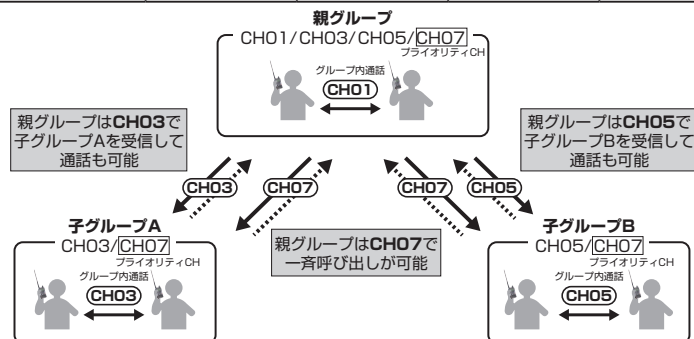 親グループ
CH01/CH03/CH05/CH07
プライオリティCH
グループ内通話
CH01
親グループはCH03で
子グループAを受信して
通話も可能
親グループはCH05で
子グループBを受信して
通話も可能
CH03
CH07
CH07
CH05
子グループA
CH03/CH07
プライオリティCH
グループ内通話
CH03
親グループはCH07で
一斉呼び出しが可能
子グループB
CH05/CH07
プライオリティCH
グループ内通話
CH05